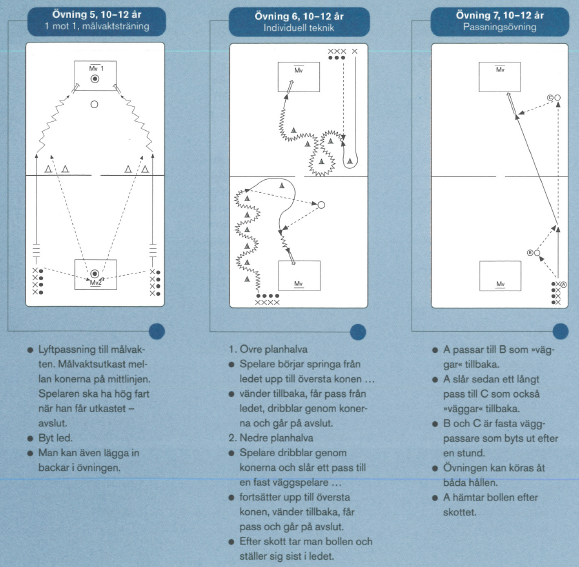 Övning 5, 10–12 år
1 mot 1, målvaktsträning
Mv 1
Mv2
×× ××
× ×
× ×
Lyftpassning till målvak-
ten. Målvaktsutkast mel-
lan konerna på mittlinjen.
Spelaren ska ha hög fart
när han får utkastet –
avslut.
Byt led.
Man kan även lägga in
backar i övningen.
Övning 6, 10–12 år
Individuell teknik
××× ×
Mv
Mv
××××
1. Ovre planhalva
Spelare börjar springa från
ledet upp till översta konen ...
vänder tillbaka, får pass från
ledet, dribblar genom koner-
na och går på avslut.
2. Nedre planhalva
Spelare dribblar genom
konerna och slår ett pass till
en fast väggspelare ...
fortsätter upp till översta
konen, vänder tillbaka, får
pass och går på avslut.
Efter skott tar man bollen och
ställer sig sist i ledet.
Övning 7, 10–12 år
Passningsövning
Mv
C
B
Mv
A
A passar till B som »väg-
gar« tillbaka.
A slår sedan ett långt
pass till C som också
»väggar« tillbaka.
B och C är fasta vägg-
passare som byts ut efter
en stund.
Övningen kan köras åt
båda hållen.
A hämtar bollen efter
skottet.